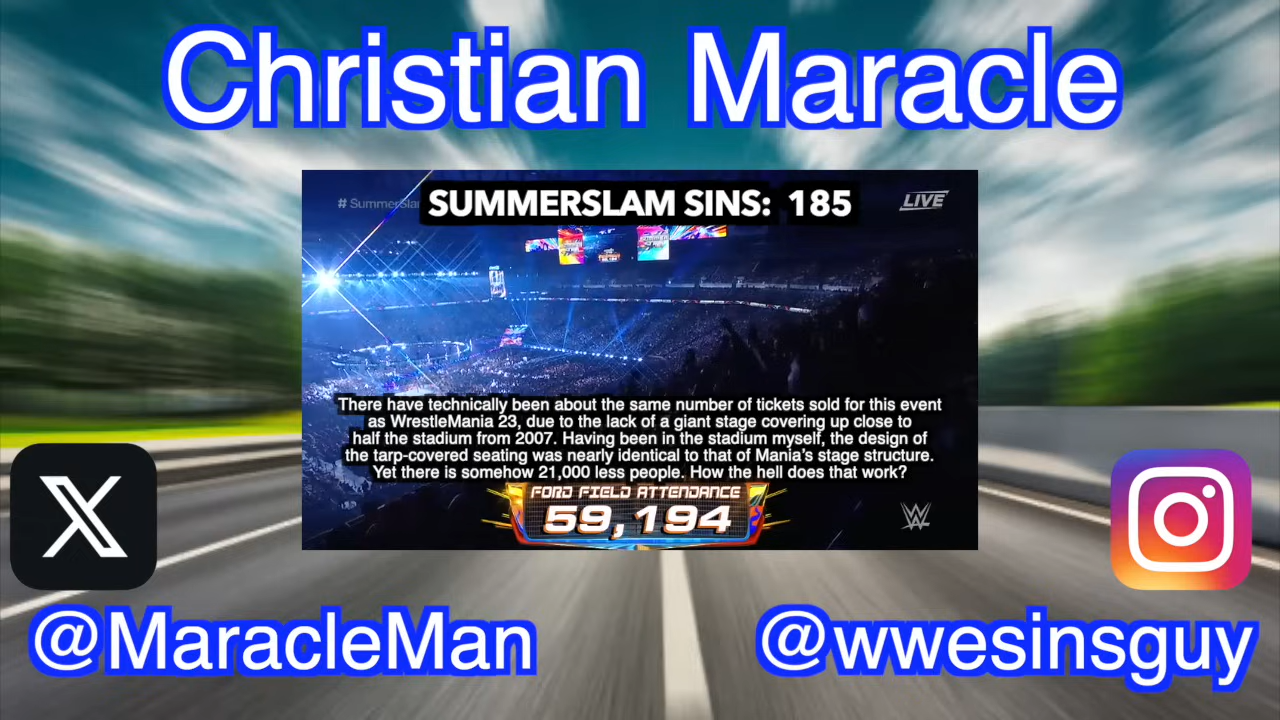 Christian Maracle
# SummerSla
SUMMERSLAM SINS: 185
LIVE
There have technically been about the same number of tickets sold for this event
as WrestleMania 23, due to the lack of a giant stage covering up close to
half the stadium from 2007. Having been in the stadium myself, the design of
the tarp-covered seating was nearly identical to that of Mania's stage structure.
Yet there is somehow 21,000 less people. How the hell does that work?
FORD FIELD ATTENDANCE
59,194
@MaracleMan
@wwesinsguy